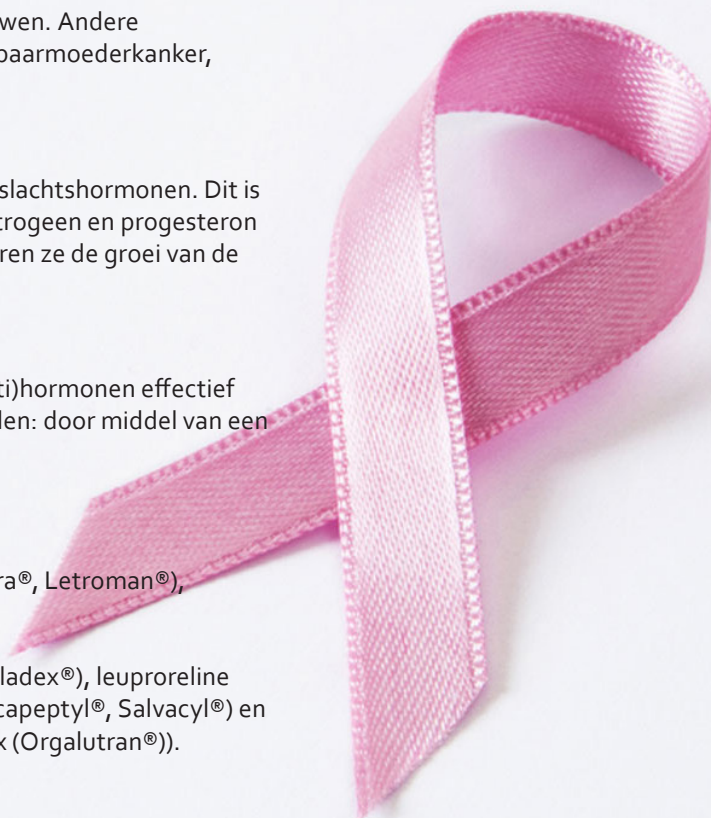 wen. Andere
baarmoederkanker,
slachtshormonen. Dit is
trogeen en progesteron
ren ze de groei van de
ti)hormonen effectief
len: door middel van een
ra®, Letroman®),
ladex®), leuproreline
capeptyl®, Salvacyl®) en
x (Orgalutran®)).